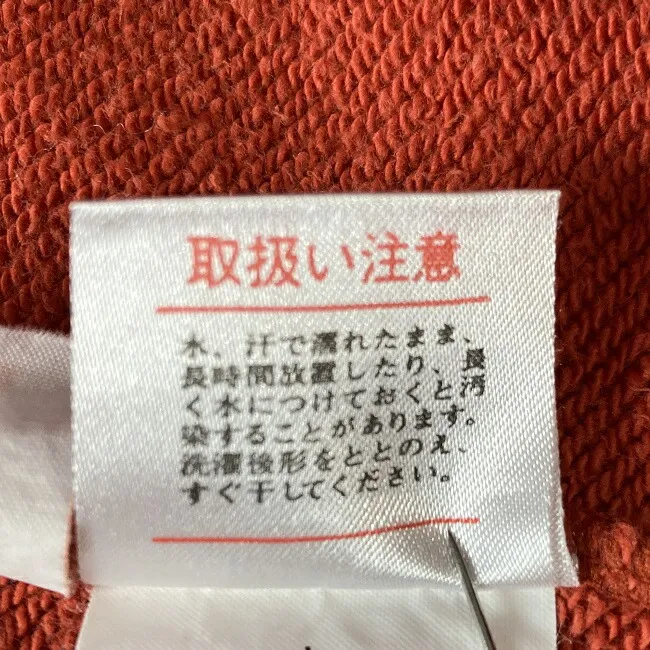 取扱い注意
水、汗で濡れたまま、
長時間放置したり、長
く水につけておくと汚
染することがあります。
洗濯後形をととのえ、
すぐ干してください。